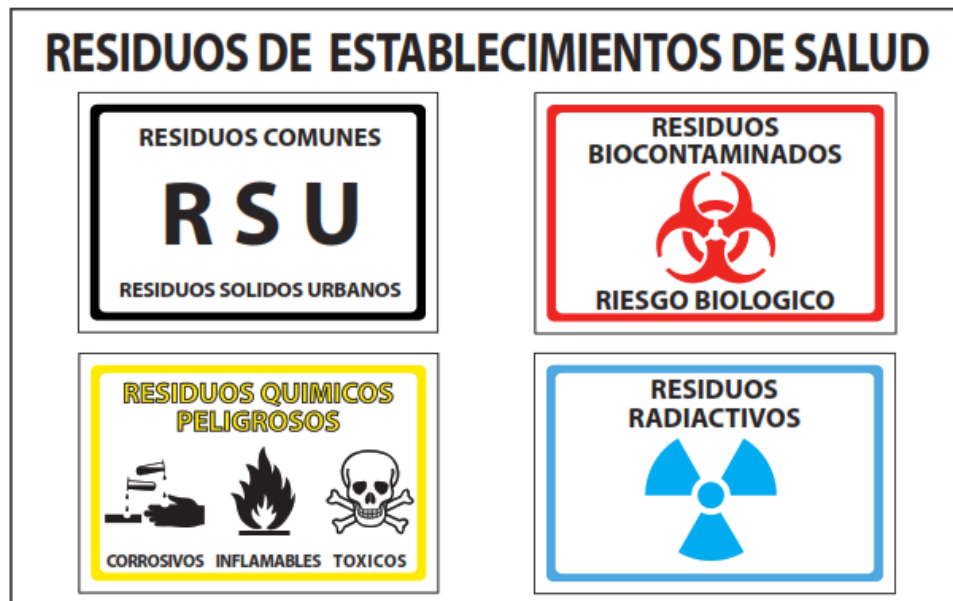 RESIDUOS DE ESTABLECIMIENTOS DE SALUD
RESIDUOS COMUNES
R S U
RESIDUOS SOLIDOS URBANOS
RESIDUOS
BIOCONTAMINADOS
RIESGO BIOLOGICO
RESIDUOS QUIMICOS
PELIGROSOS
CORROSIVOS INFLAMABLES TOXICOS
RESIDUOS
RADIACTIVOS